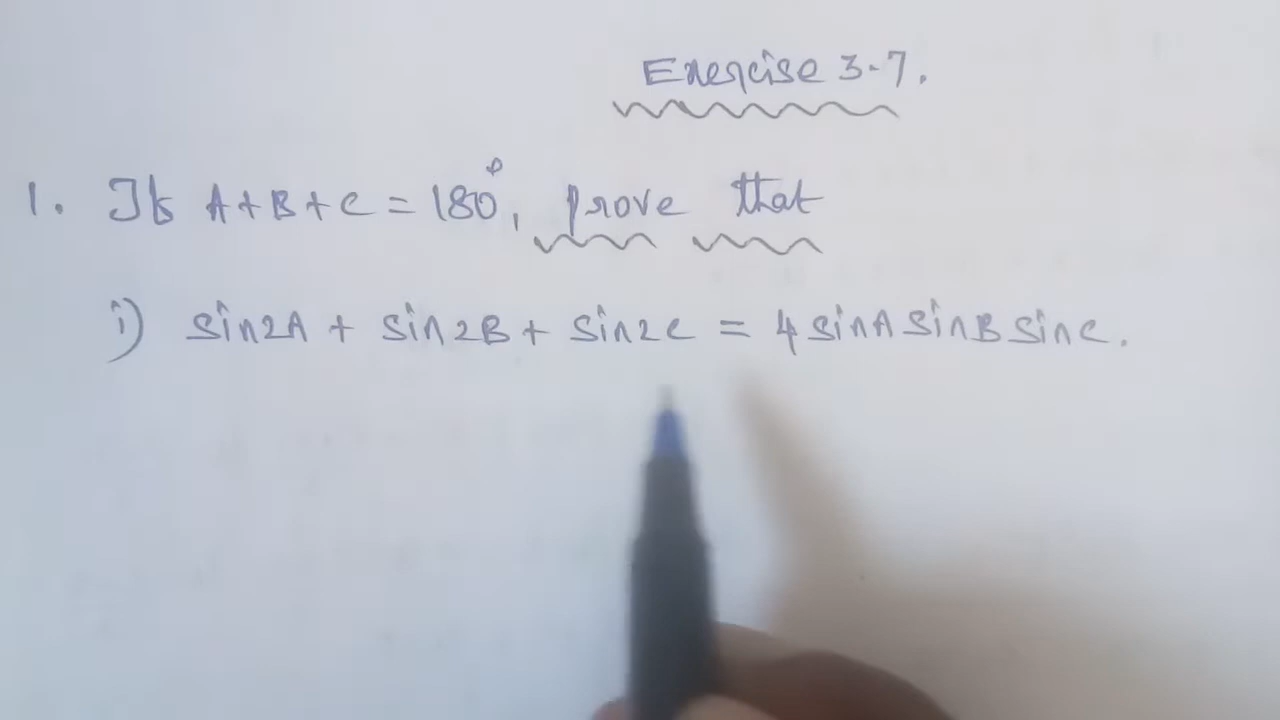 Exercise 3.7.
1. If A+B+C = 180°, prove that
i) sin2A + sin2B + sin2C = 4 sinA sinB sinC.